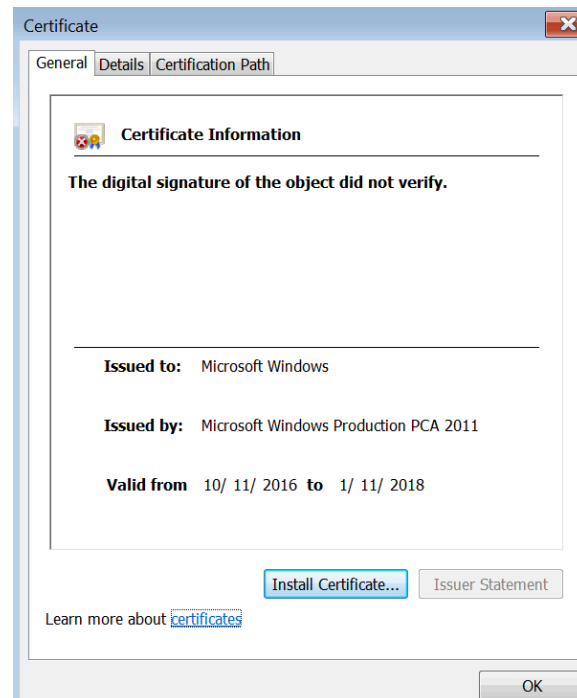 Certificate
General Details Certification Path
Certificate Information
The digital signature of the object did not verify.
Issued to: Microsoft Windows
Issued by: Microsoft Windows Production PCA 2011
Valid from 10/ 11/ 2016 to 1/ 11/ 2018
Install Certificate... Issuer Statement
Learn more about certificates
OK